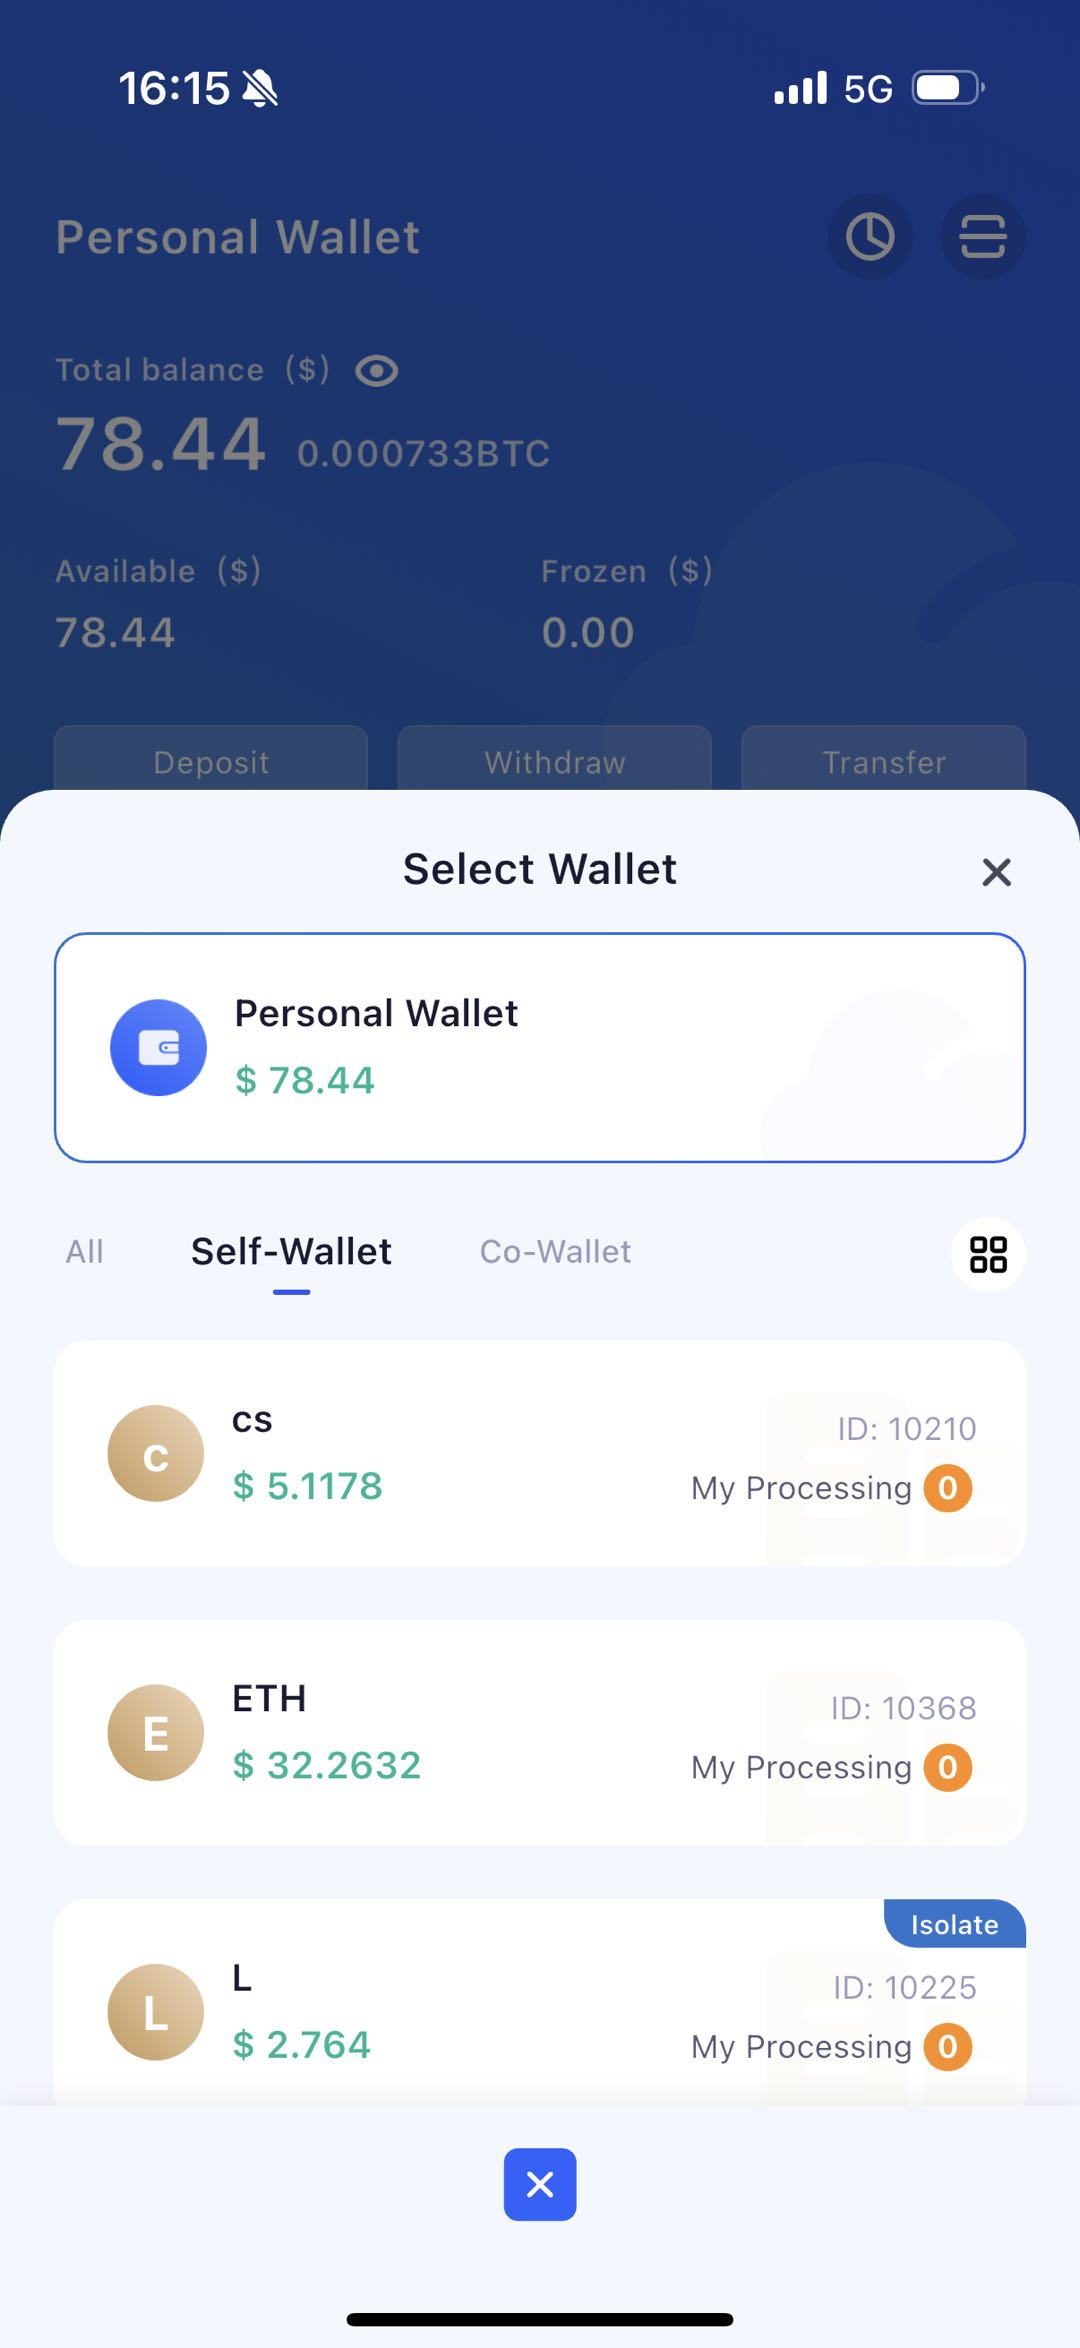 16:15 5G
Personal Wallet
Total balance ($)
78.44 0.000733BTC
Available ($) Frozen ($)
78.44 0.00
Deposit Withdraw Transfer
Select Wallet
Personal Wallet
$ 78.44
All Self-Wallet Co-Wallet
c
cs
$ 5.1178
ID: 10210
My Processing 0
E
ETH
$ 32.2632
ID: 10368
My Processing 0
Isolate
L
L
$ 2.764
ID: 10225
My Processing 0